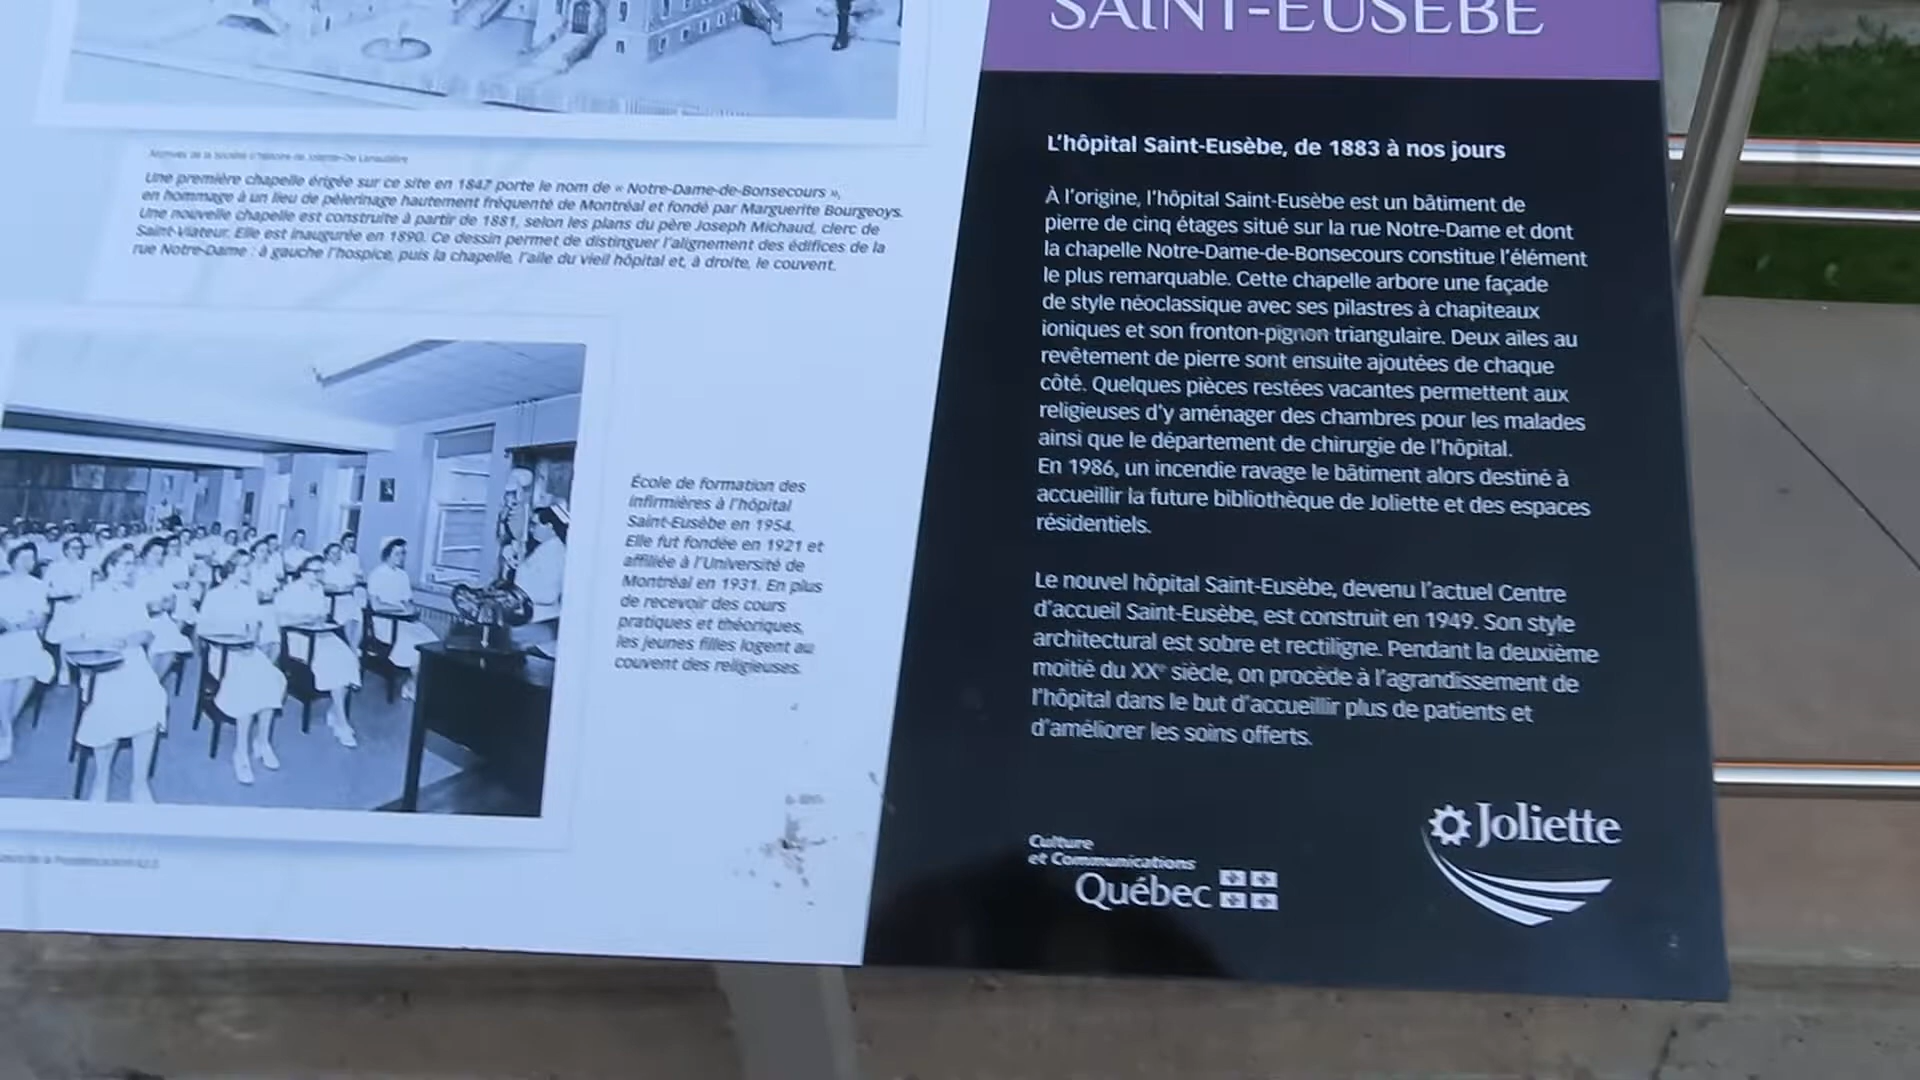 SAINT-EUSÈBE
Archives de la Société d'histoire de Joliette-De Lanaudière
Une première chapelle érigée sur ce site en 1847 porte le nom de « Notre-Dame-de-Bonsecours »,
en hommage à un lieu de pèlerinage hautement fréquenté de Montréal et fondé par Marguerite Bourgeoys.
Une nouvelle chapelle est construite à partir de 1881, selon les plans du père Joseph Michaud, clerc de
Saint-Viateur. Elle est inaugurée en 1890. Ce dessin permet de distinguer l'alignement des édifices de la
rue Notre-Dame : à gauche l'hospice, puis la chapelle, l'aile du vieil hôpital et, à droite, le couvent.
École de formation des
infirmières à l'hôpital
Saint-Eusèbe en 1954.
Elle fut fondée en 1921 et
affiliée à l'Université de
Montréal en 1931. En plus
de recevoir des cours
pratiques et théoriques,
les jeunes filles logent au
couvent des religieuses.
L'hôpital Saint-Eusèbe, de 1883 à nos jours
À l'origine, l'hôpital Saint-Eusèbe est un bâtiment de
pierre de cinq étages situé sur la rue Notre-Dame et dont
la chapelle Notre-Dame-de-Bonsecours constitue l'élément
le plus remarquable. Cette chapelle arbore une façade
de style néoclassique avec ses pilastres à chapiteaux
ioniques et son fronton-pignon triangulaire. Deux ailes au
revêtement de pierre sont ensuite ajoutées de chaque
côté. Quelques pièces restées vacantes permettent aux
religieuses d'y aménager des chambres pour les malades
ainsi que le département de chirurgie de l'hôpital.
En 1986, un incendie ravage le bâtiment alors destiné à
accueillir la future bibliothèque de Joliette et des espaces
résidentiels.
Le nouvel hôpital Saint-Eusèbe, devenu l'actuel Centre
d'accueil Saint-Eusèbe, est construit en 1949. Son style
architectural est sobre et rectiligne. Pendant la deuxième
moitié du XXe siècle, on procède à l'agrandissement de
l'hôpital dans le but d'accueillir plus de patients et
d'améliorer les soins offerts.
Culture
et Communications
Québec
Joliette